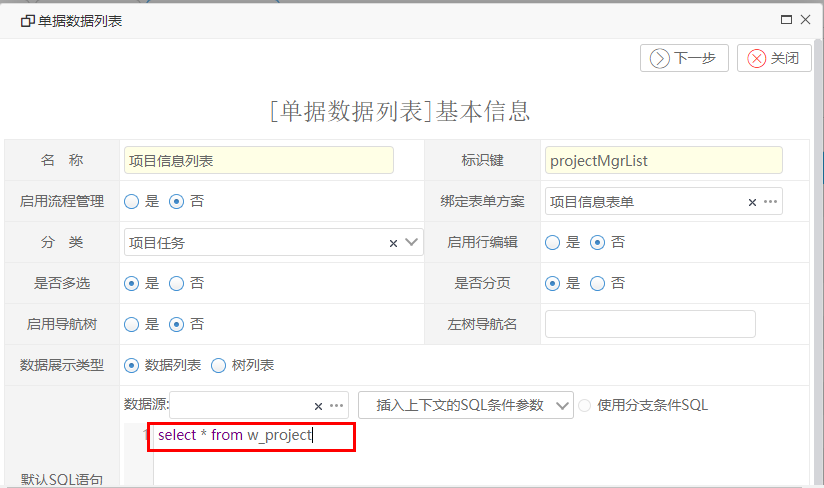 单据数据列表
下一步 关闭
[单据数据列表]基本信息
名 称 项目信息列表 标识键 projectMgrList
启用流程管理 是 否 绑定表单方案 项目信息表单
分 类 项目任务 启用行编辑 是 否
是否多选 是 否 是否分页 是 否
启用导航树 是 否 左树导航名
数据展示类型 数据列表 树列表
数据源: 插入上下文的SQL条件参数 使用分支条件SQL
1 select * from w_project
默认SQL语句